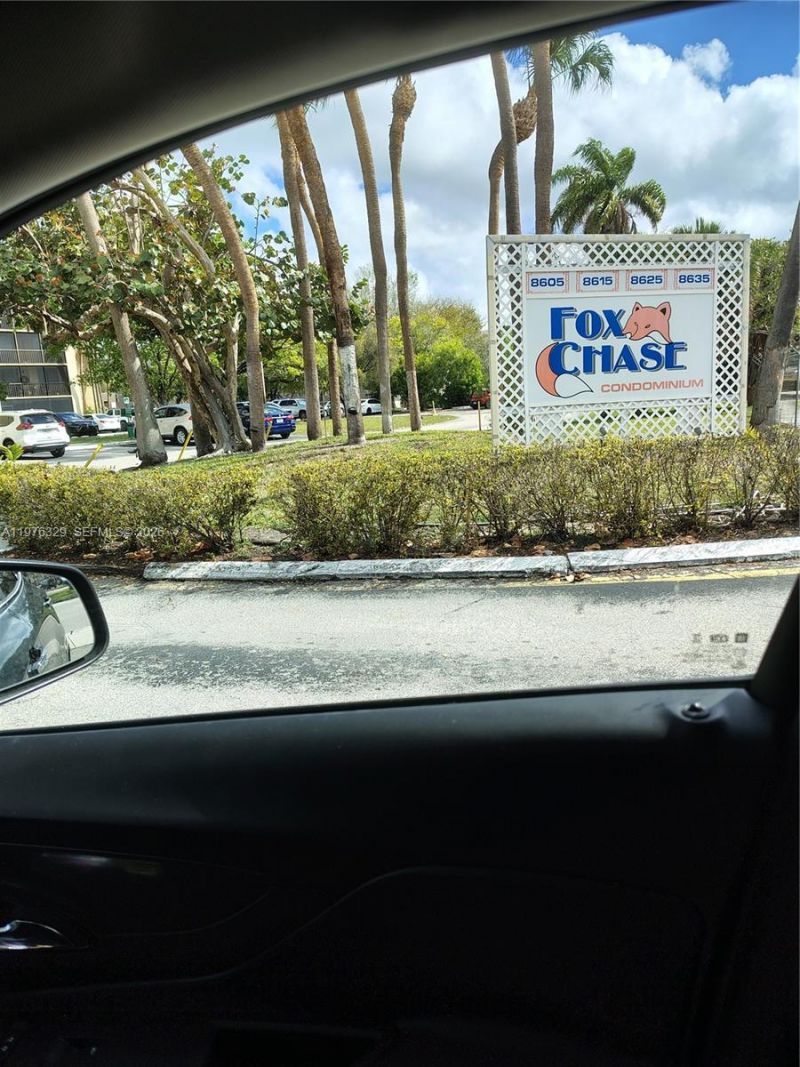 8605 8615 8625 8635
FOX
CHASE
CONDOMINIUM
A11976329 SEFMLS © 2026